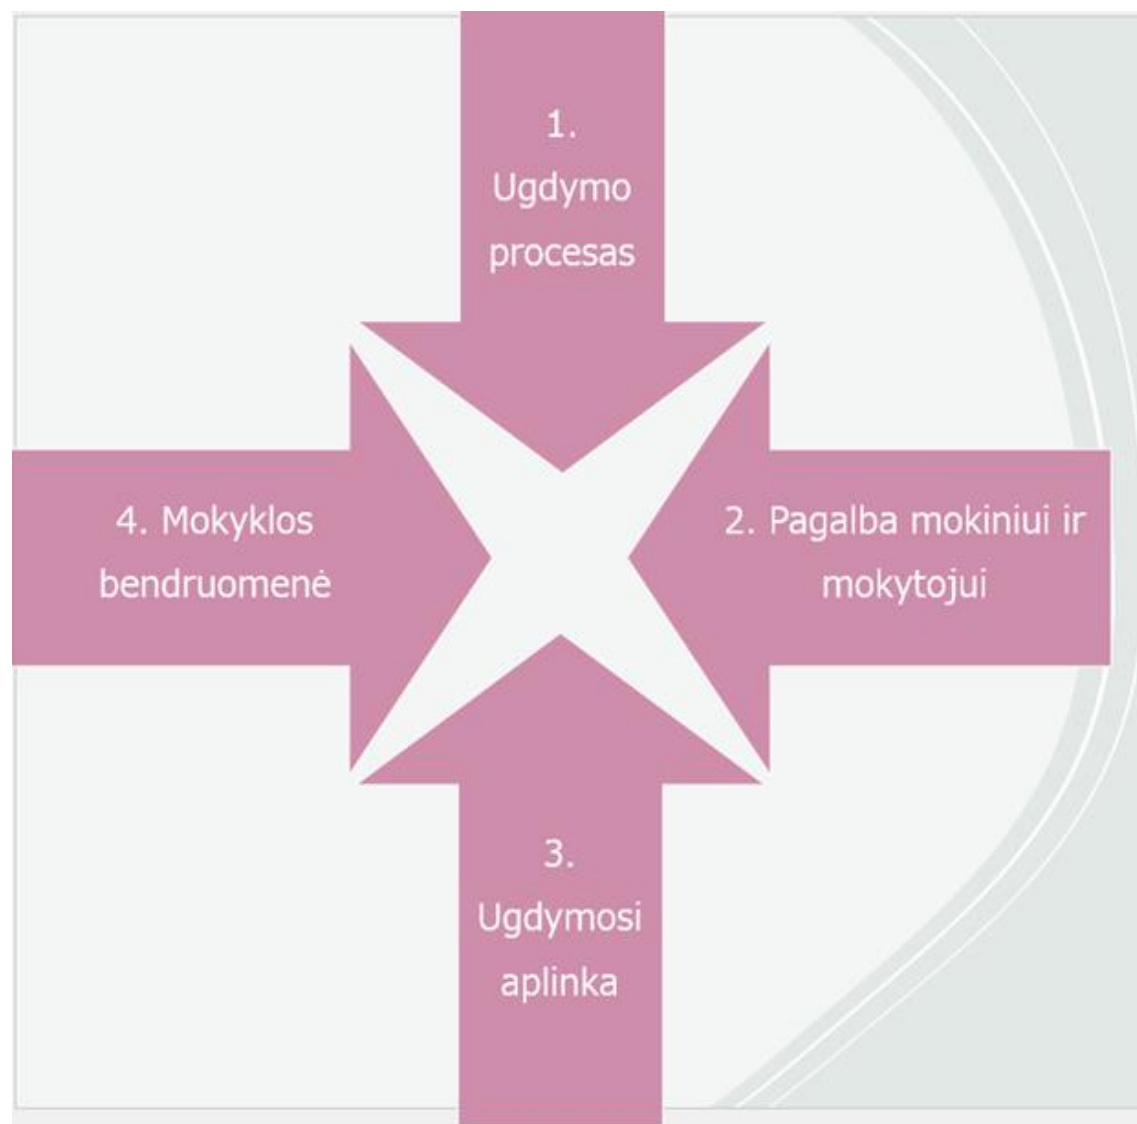 1.
Ugdymo
procesas
2. Pagalba mokiniui ir
mokytojui
3.
Ugdymosi
aplinka
4. Mokyklos
bendruomenė